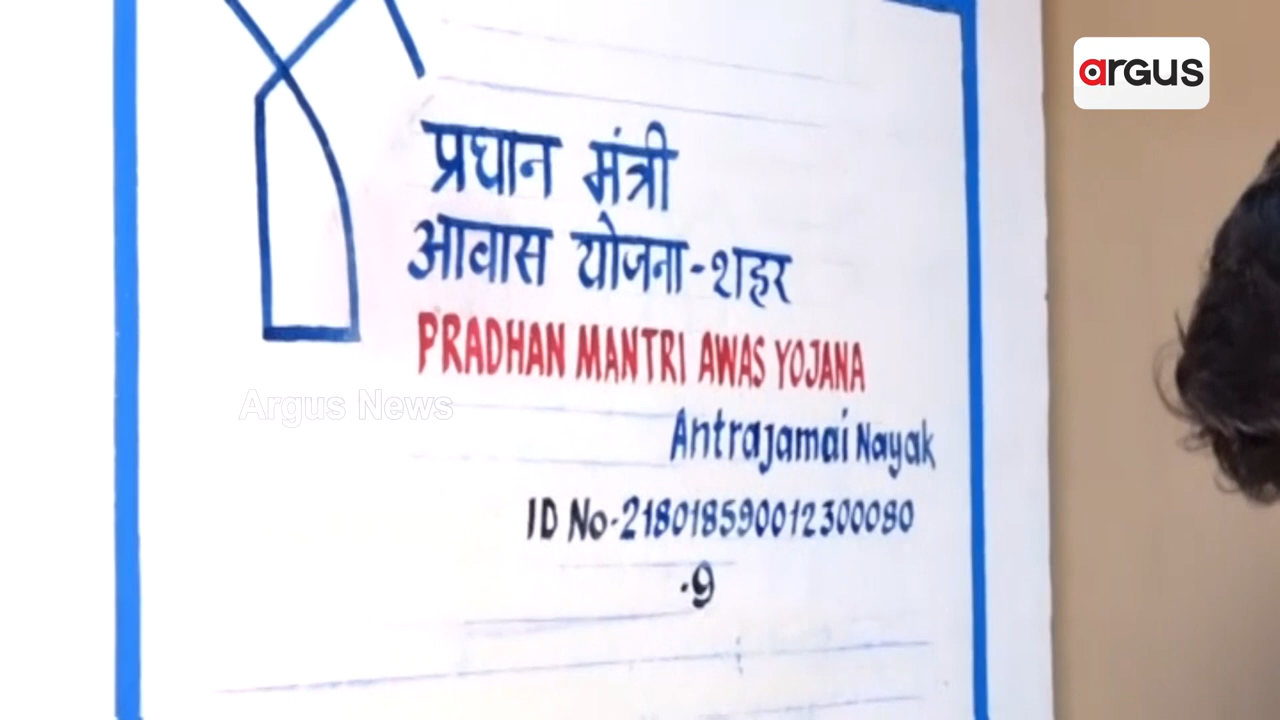 argus
प्रधान मंत्री
आवास योजना-शहर
PRADHAN MANTRI AWAS YOJANA
Argus News
Antrajamai Nayak
ID No-218018590012300080
.9